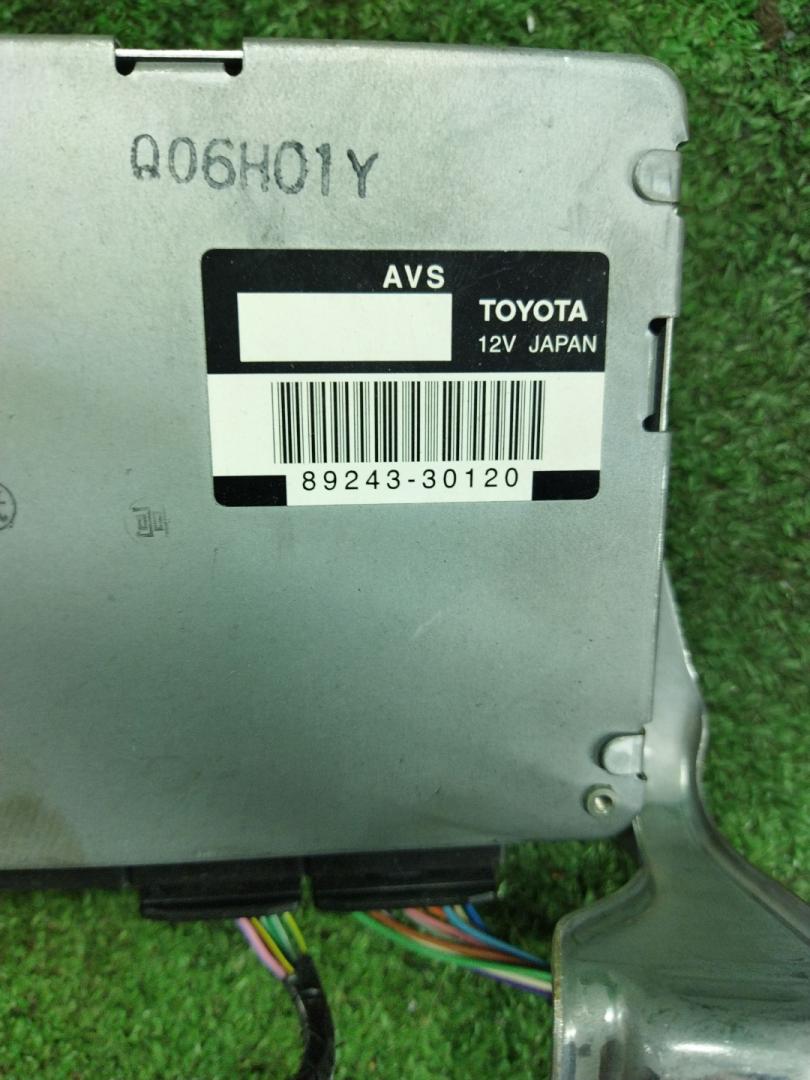 Q06H01Y
AVS
TOYOTA
12V JAPAN
89243-30120